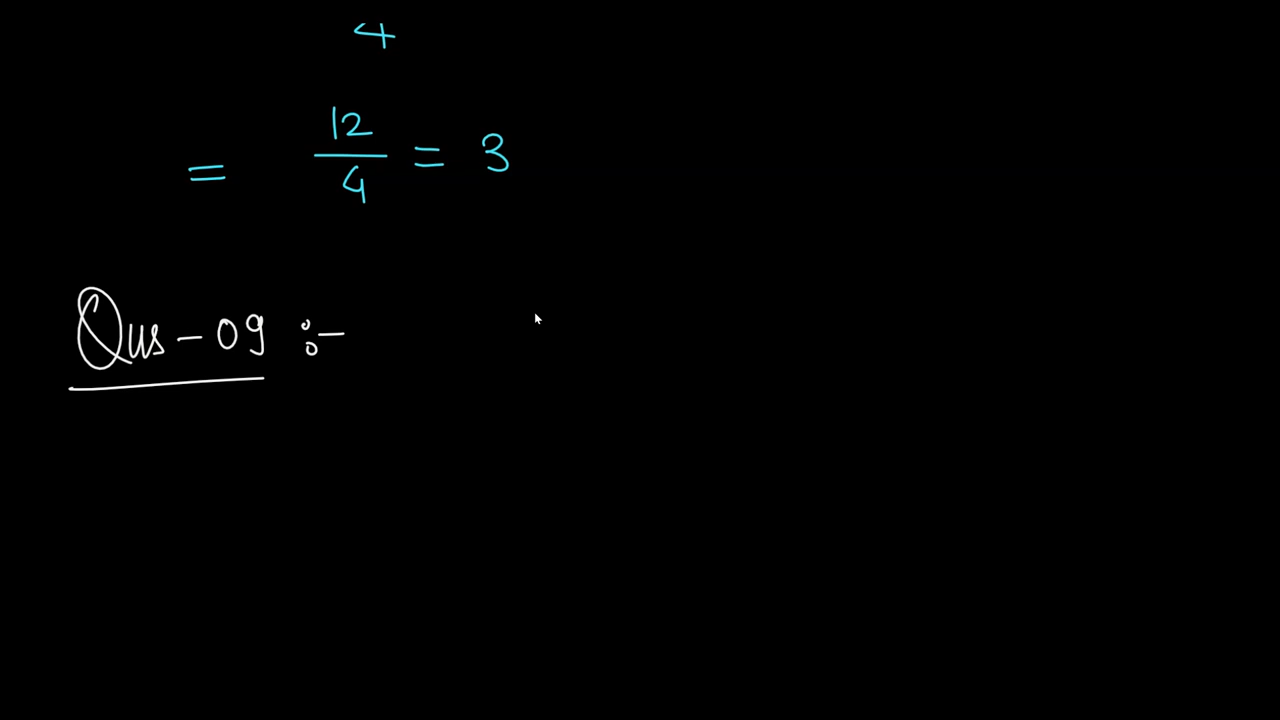 4
= 12/4 = 3
Qus - 09 :-